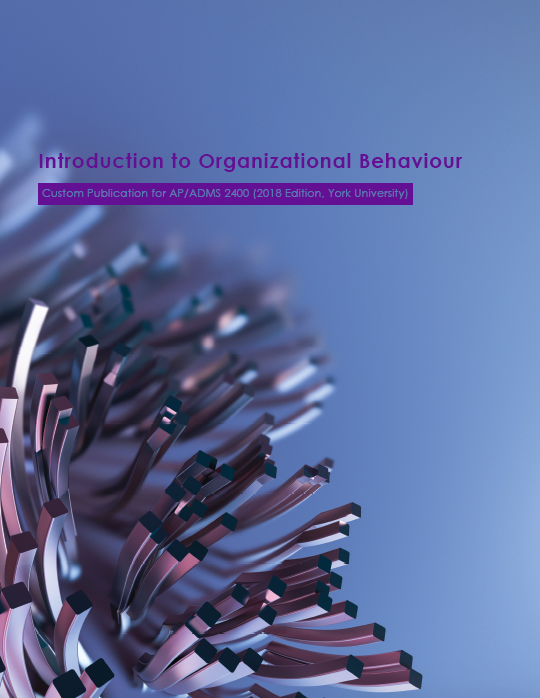 Introduction to Organizational Behaviour
Custom Publication for AP/ADMS 2400 (2018 Edition, York University)